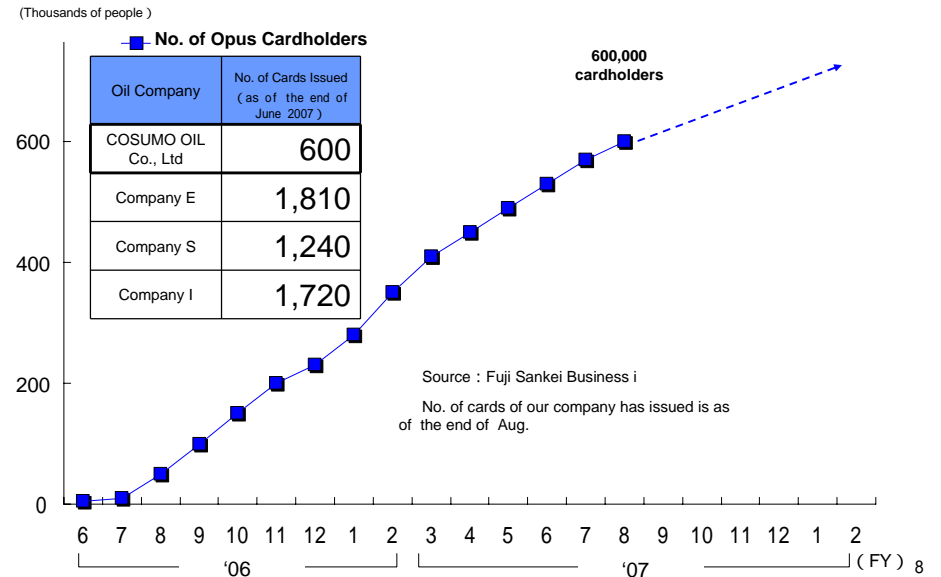 (Thousands of people )
No. of Opus Cardholders
600,000
cardholders
Oil Company
No. of Cards Issued
( as of the end of
June 2007 )
COSUMO OIL
Co., Ltd
600
Company E
1,810
Company S
1,240
Company I
1,720
600
400
200
0
Source : Fuji Sankei Business i
No. of cards of our company has issued is as
of the end of Aug.
6 7 8 9 10 11 12 1 2 3 4 5 6 7 8 9 10 11 12 1 2
'06 '07 ( FY ) 8